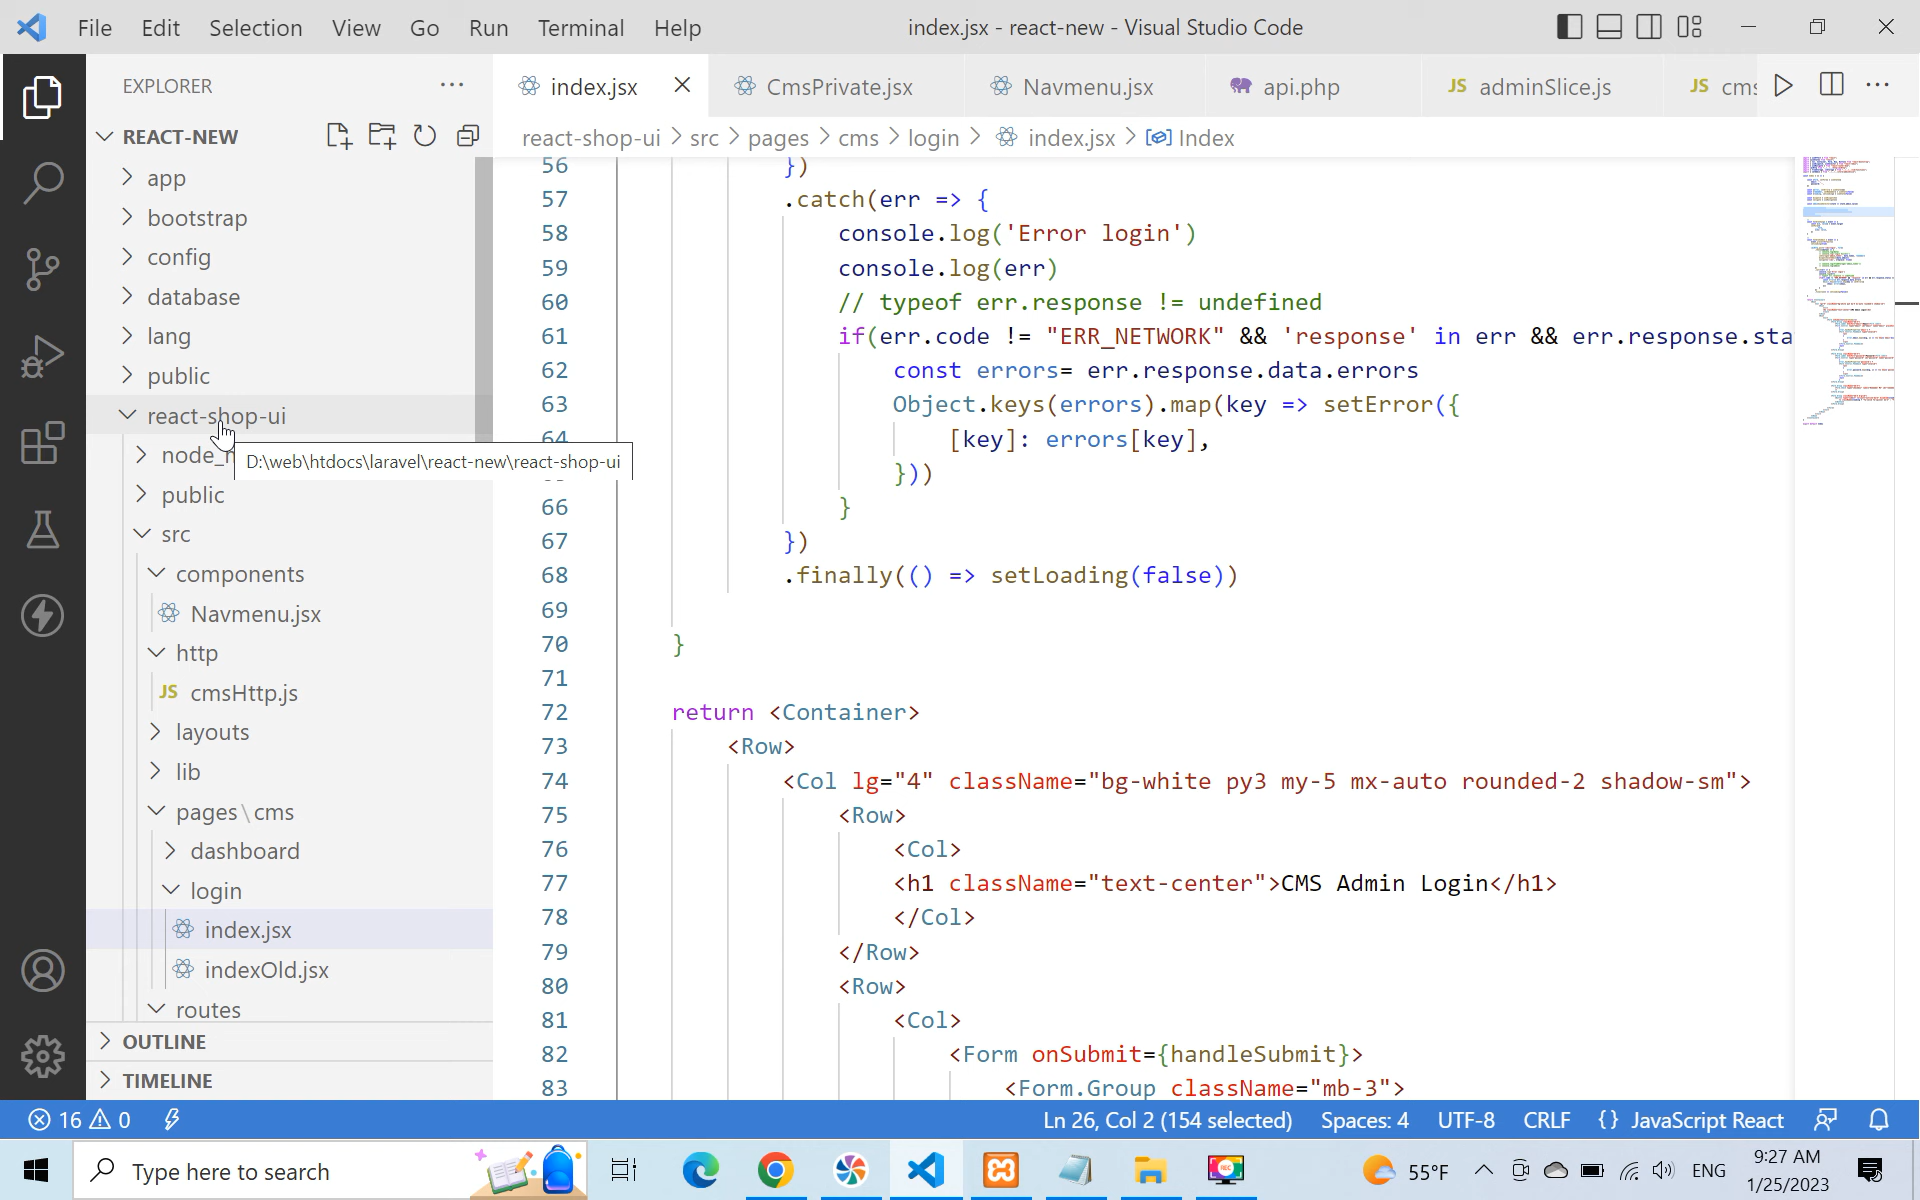 File Edit Selection View Go Run Terminal Help
index.jsx - react-new - Visual Studio Code
EXPLORER
REACT-NEW
app
bootstrap
config
database
lang
public
react-shop-ui
D:\web\htdocs\laravel\react-new\react-shop-ui
public
src
components
Navmenu.jsx
http
JS cmsHttp.js
layouts
lib
pages\cms
dashboard
login
index.jsx
indexOld.jsx
routes
OUTLINE
TIMELINE
index.jsx CmsPrivate.jsx Navmenu.jsx api.php JS adminSlice.js JS cms
react-shop-ui > src > pages > cms > login > index.jsx > Index
56 })
57 .catch(err => {
58 console.log('Error login')
59 console.log(err)
60 // typeof err.response != undefined
61 if(err.code != "ERR_NETWORK" && 'response' in err && err.response.sta
62 const errors= err.response.data.errors
63 Object.keys(errors).map(key => setError({
64 [key]: errors[key],
}))
66 }
67 })
68 .finally(() => setLoading(false))
69
70 }
71
72 return <Container>
73 <Row>
74 <Col lg="4" className="bg-white py3 my-5 mx-auto rounded-2 shadow-sm">
75 <Row>
76 <Col>
77 <h1 className="text-center">CMS Admin Login</h1>
78 </Col>
79 </Row>
80 <Row>
81 <Col>
82 <Form onSubmit={handleSubmit}>
83 <Form.Group className="mb-3">
16 0
Ln 26, Col 2 (154 selected) Spaces: 4 UTF-8 CRLF {} JavaScript React
Type here to search
REC
55°F
ENG
9:27 AM
1/25/2023